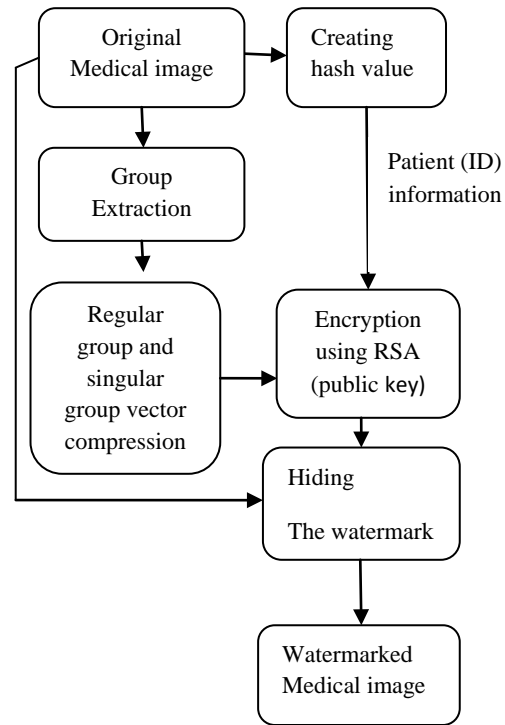 Original
Medical image
Creating
hash value
Patient (ID)
information
Group
Extraction
Regular
group and
singular
group vector
compression
Encryption
using RSA
(public key)
Hiding
The watermark
Watermarked
Medical image